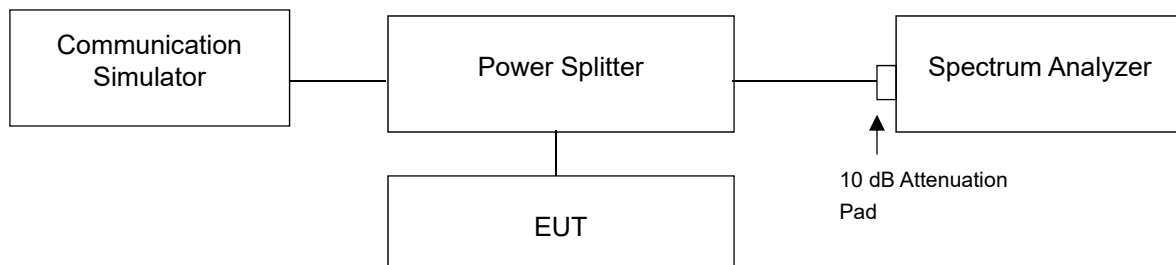 Communication
Simulator
Power Splitter
Spectrum Analyzer
10 dB Attenuation
Pad
EUT